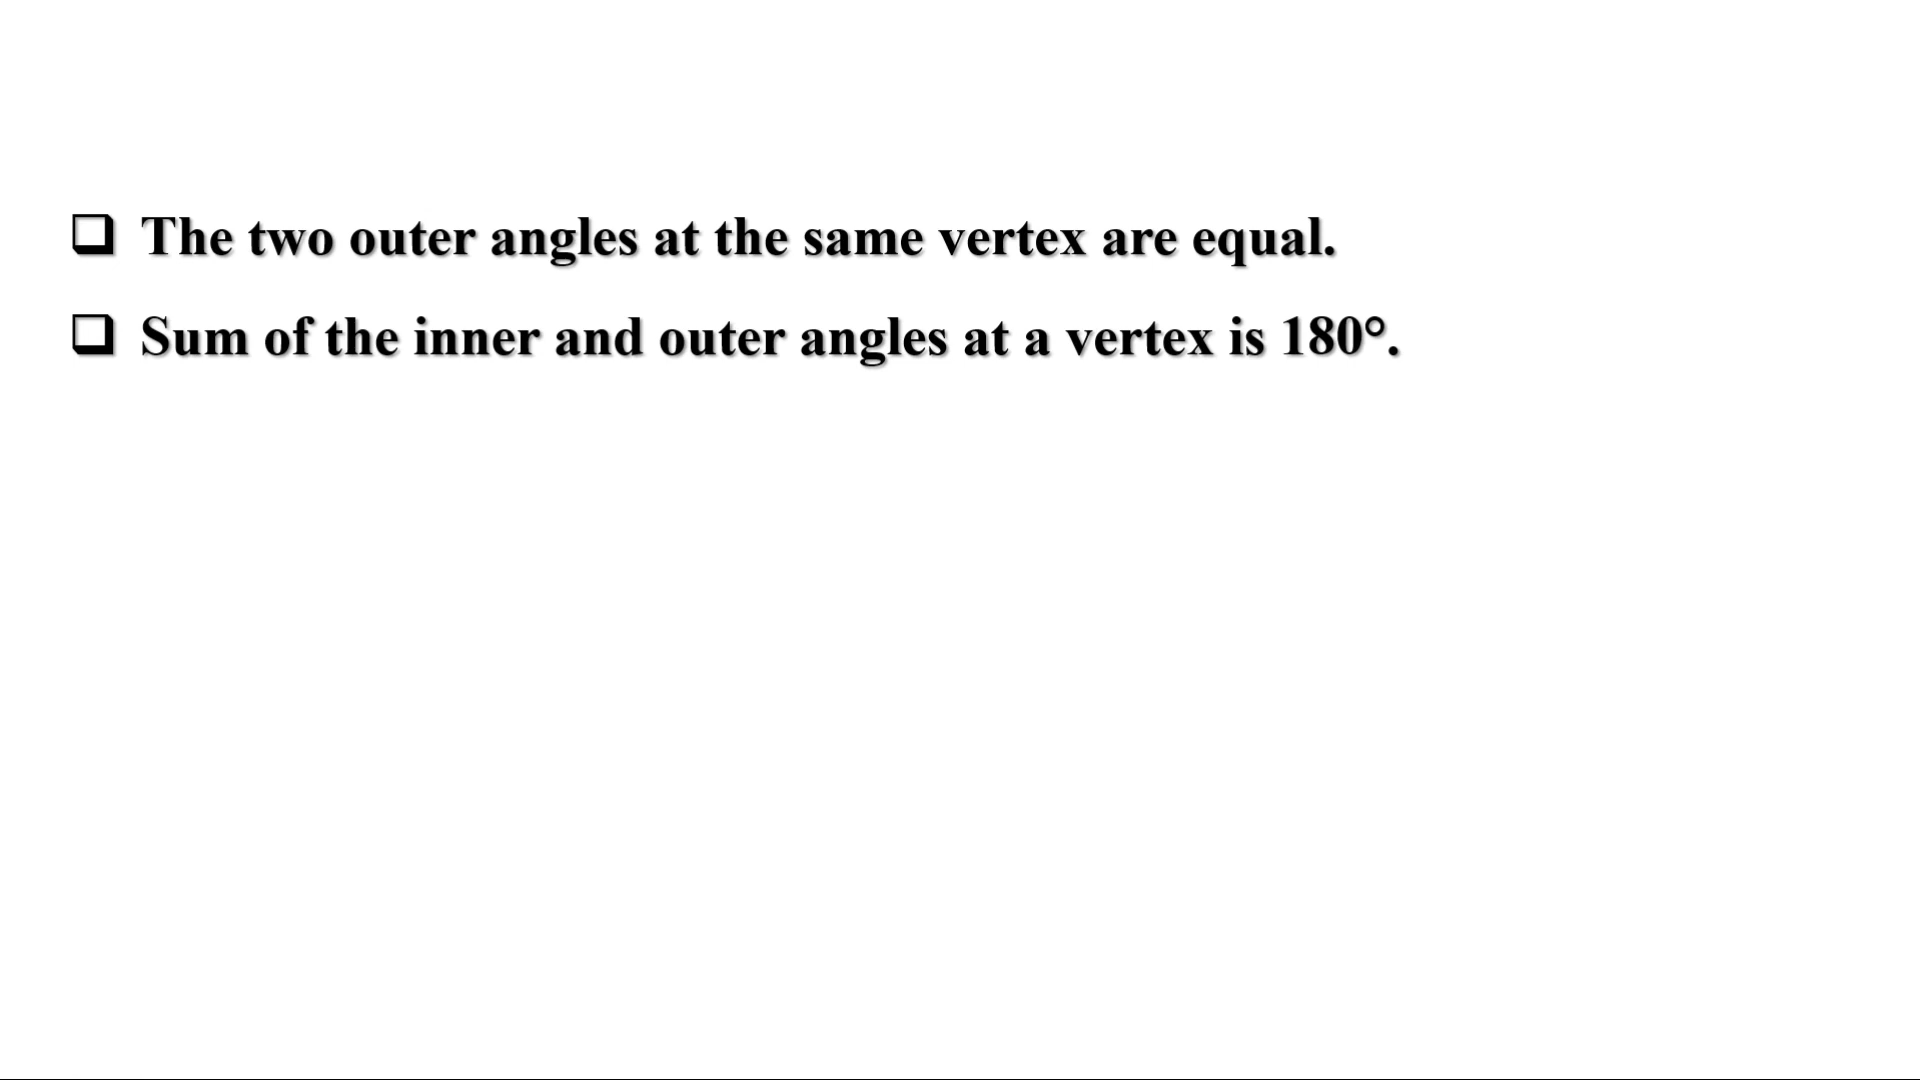 ❑ The two outer angles at the same vertex are equal.
❑ Sum of the inner and outer angles at a vertex is 180°.